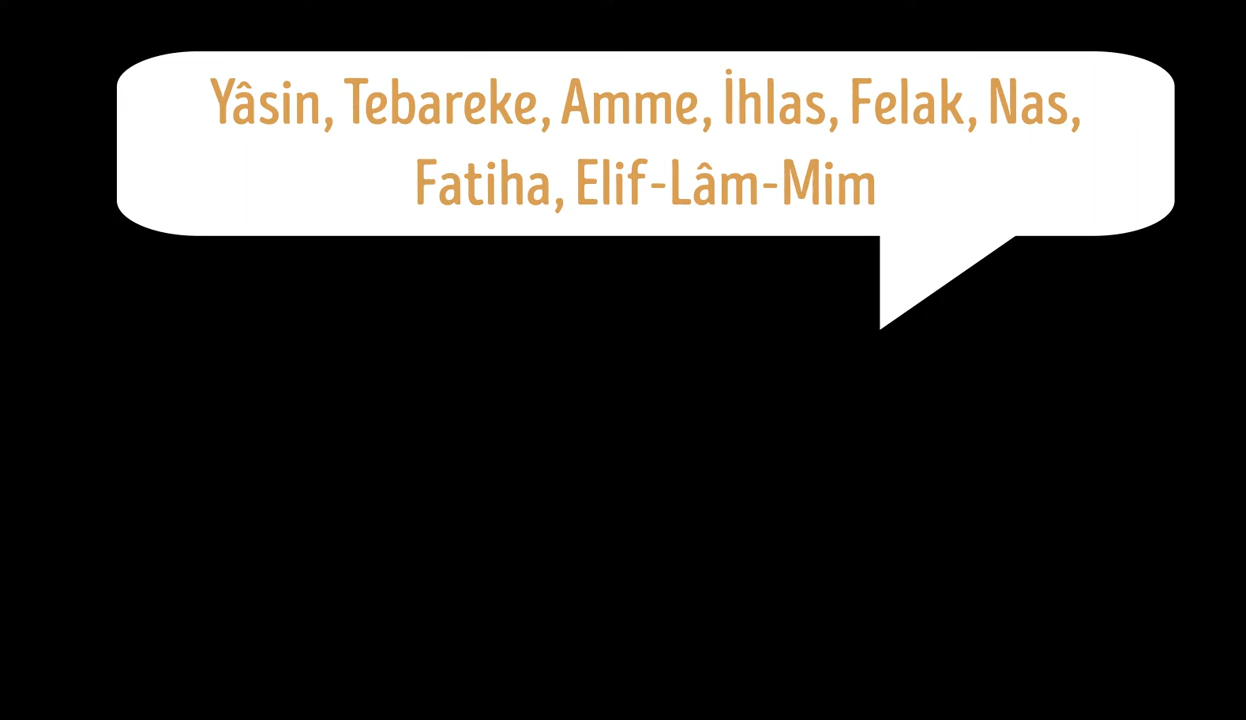 Yâsin, Tebareke, Amme, İhlas, Felak, Nas,
Fatiha, Elif-Lâm-Mim